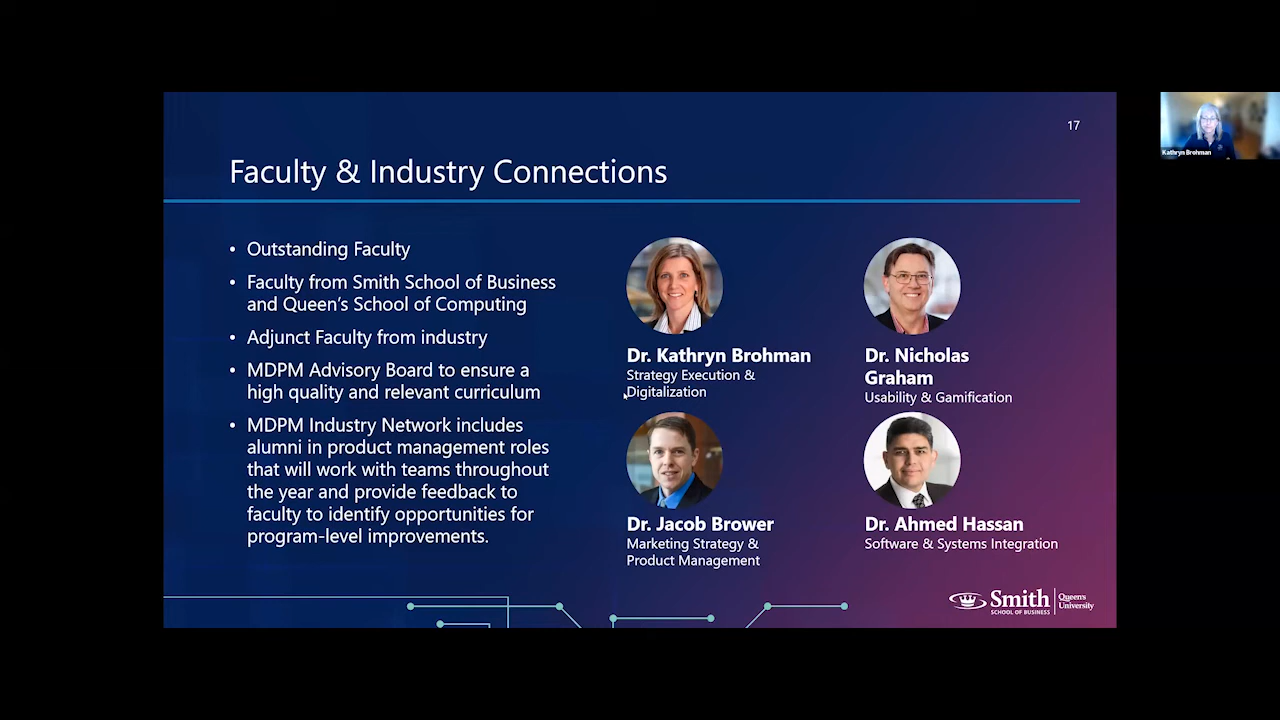 17
Kathryn Brohman
Faculty & Industry Connections
• Outstanding Faculty
• Faculty from Smith School of Business
and Queen's School of Computing
• Adjunct Faculty from industry
• MDPM Advisory Board to ensure a
high quality and relevant curriculum
• MDPM Industry Network includes
alumni in product management roles
that will work with teams throughout
the year and provide feedback to
faculty to identify opportunities for
program-level improvements.
Dr. Kathryn Brohman
Strategy Execution &
Digitalization
Dr. Nicholas
Graham
Usability & Gamification
Dr. Jacob Brower
Marketing Strategy &
Product Management
Dr. Ahmed Hassan
Software & Systems Integration
Smith
SCHOOL OF BUSINESS
Queen's
University